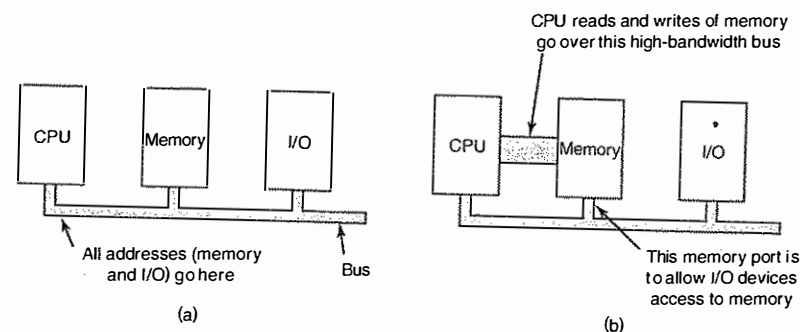 CPU
Memory
I/O
All addresses (memory
and I/O) go here
Bus
(a)
CPU reads and writes of memory
go over this high-bandwidth bus
CPU
Memory
I/O
This memory port is
to allow I/O devices
access to memory
(b)